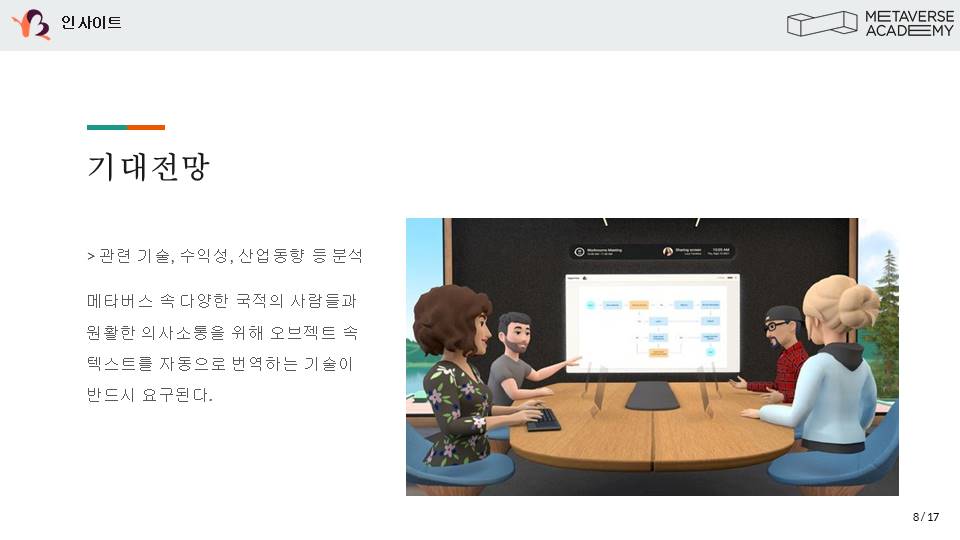 인사이트
METAVERSE
ACADEMY
기대전망
> 관련 기술, 수익성, 산업동향 등 분석
메타버스 속 다양한 국적의 사람들과
원활한 의사소통을 위해 오브젝트 속
텍스트를 자동으로 번역하는 기술이
반드시 요구된다.
Sharing screen
8 / 17